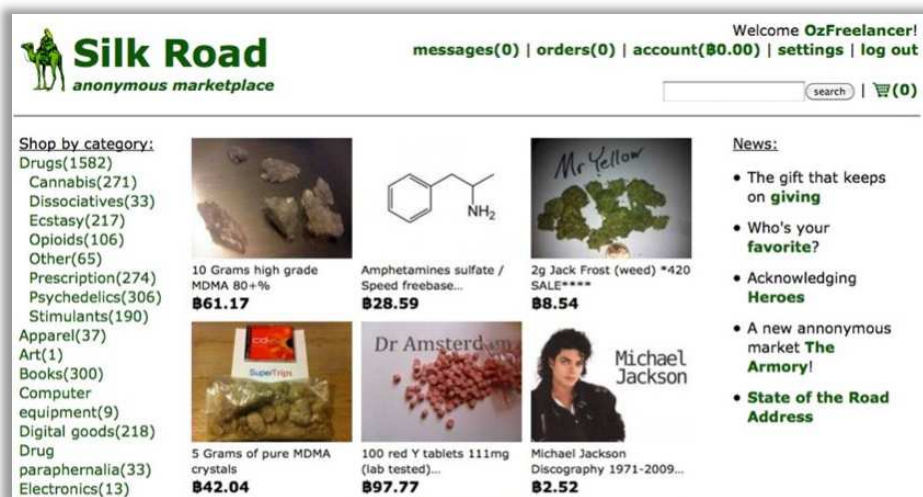 Silk Road
anonymous marketplace
Welcome OzFreelancer!
messages(0) | orders(0) | account(฿0.00) | settings | log out
search | (0)
Shop by category:
Drugs(1582)
Cannabis(271)
Dissociatives(33)
Ecstasy(217)
Opioids(106)
Other(65)
Prescription(274)
Psychedelics(306)
Stimulants(190)
Apparel(37)
Art(1)
Books(300)
Computer
equipment(9)
Digital goods(218)
Drug
paraphernalia(33)
Electronics(13)
10 Grams high grade
MDMA 80+%
฿61.17
NH2
Amphetamines sulfate /
Speed freebase...
฿28.59
Mr Yellow
2g Jack Frost (weed) *420
SALE****
฿8.54
SuperTrips
5 Grams of pure MDMA
crystals
฿42.04
Dr Amsterdam
100 red Y tablets 111mg
(lab tested)...
฿97.77
Michael
Jackson
Michael Jackson
Discography 1971-2009...
฿2.52
News:
• The gift that keeps
on giving
• Who's your
favorite?
• Acknowledging
Heroes
• A new annonymous
market The
Armory!
• State of the Road
Address